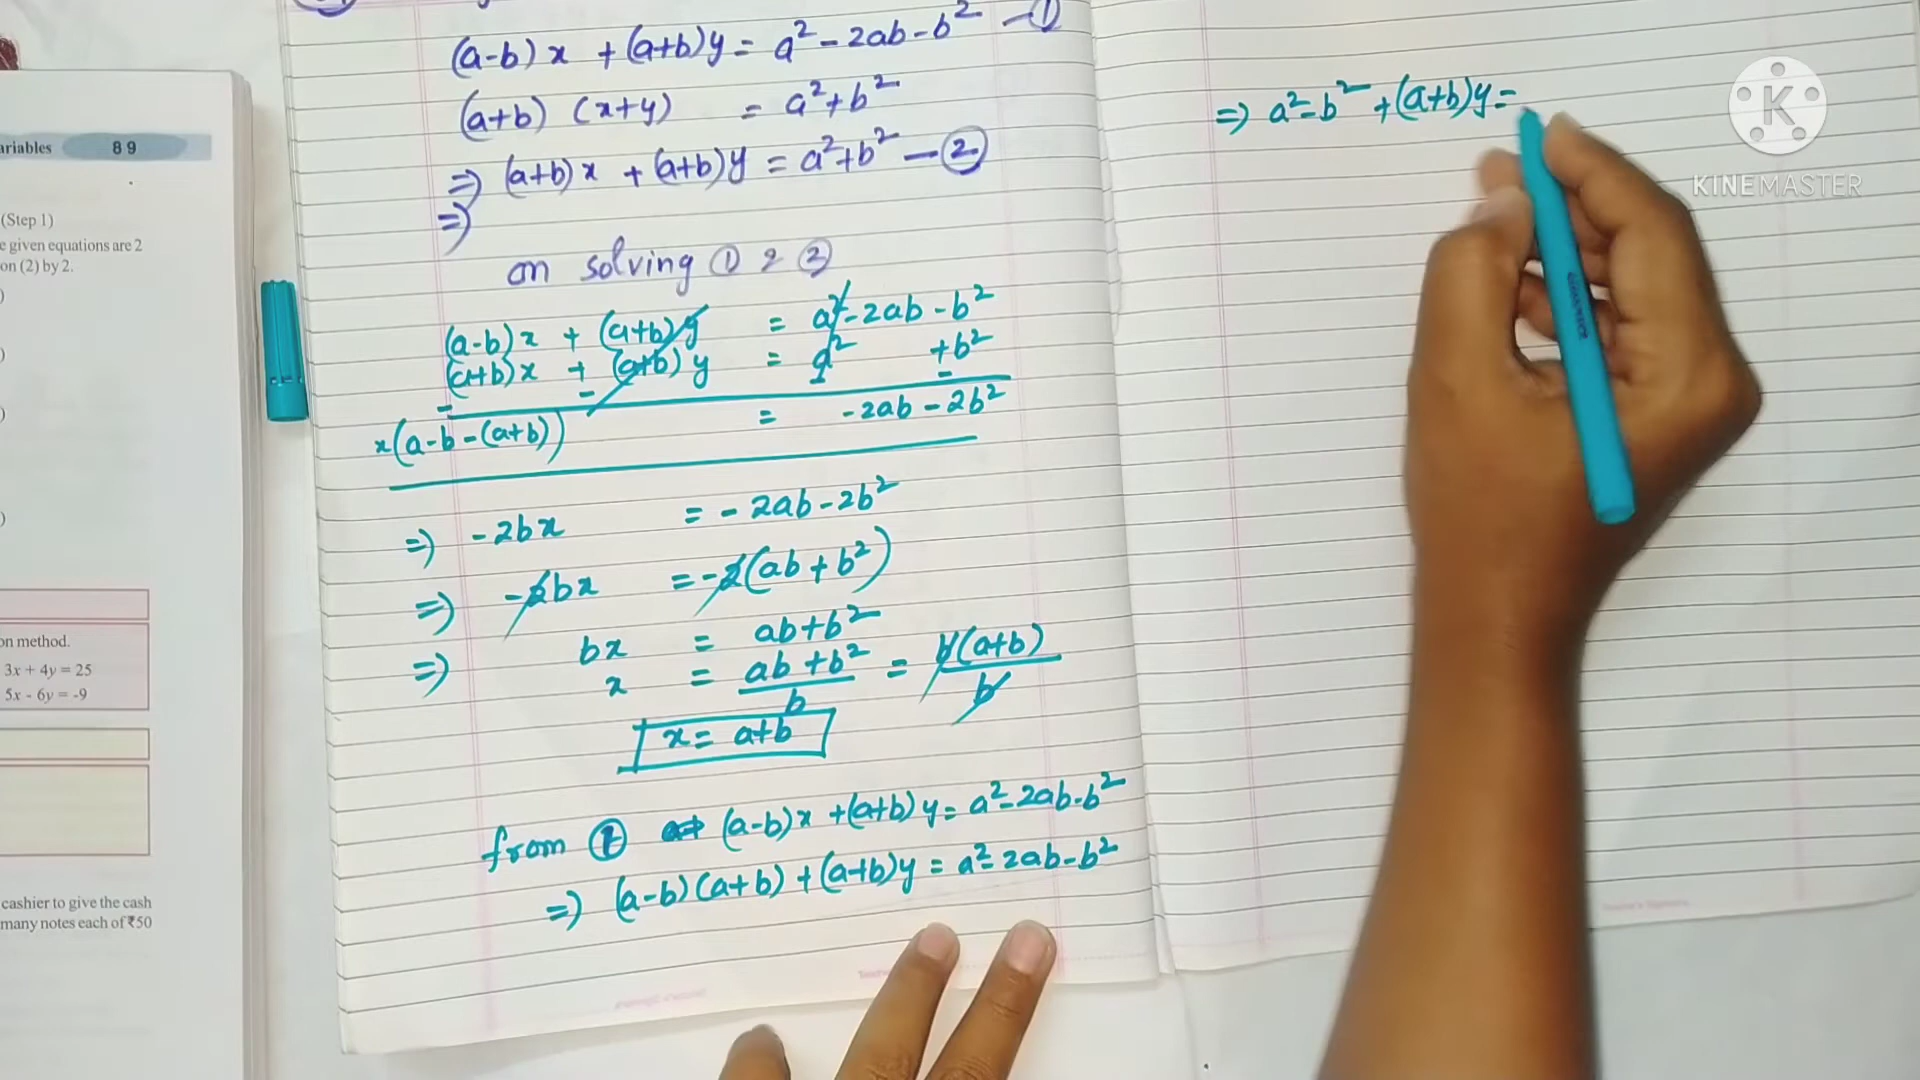 ariables 89
(Step 1)
e given equations are 2
on (2) by 2.
on method.
3x + 4y = 25
5x - 6y = -9
cashier to give the cash
many notes each of ₹50
(a-b)x + (a+b)y = a² - 2ab - b² — ①
(a+b) (x+y) = a² + b²
⇒ (a+b)x + (a+b)y = a² + b² — ②
⇒
on solving ① & ②
(a-b)x + (a+b)y = a² - 2ab - b²
(a+b)x + (a+b)y = a² + b²
- - - -
x(a-b-(a+b)) = -2ab - 2b²
⇒ -2bx = -2ab - 2b²
⇒ -2bx = -2(ab + b²)
⇒ bx = ab + b²
x = (ab + b²)/b = b(a+b)/b
x = a+b
from ① ⇒ (a-b)x + (a+b)y = a² - 2ab - b²
⇒ (a-b)(a+b) + (a+b)y = a² - 2ab - b²
⇒ a² - b² + (a+b)y =
K
KINEMASTER